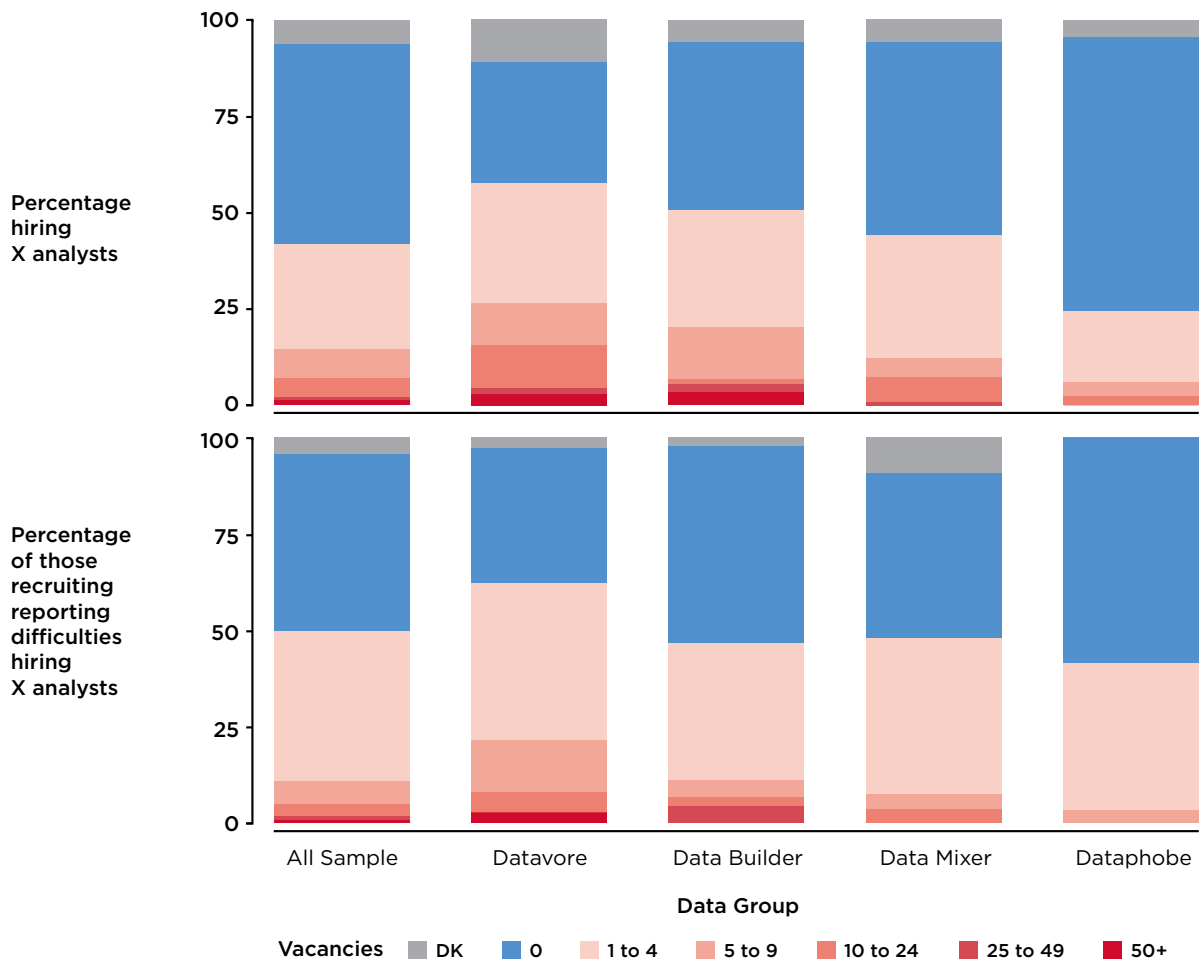 100
75
50
25
0
Percentage
hiring
X analysts
100
75
50
25
0
Percentage
of those
recruiting
reporting
difficulties
hiring
X analysts
All Sample Datavore Data Builder Data Mixer Dataphobe
Data Group
Vacancies DK 0 1 to 4 5 to 9 10 to 24 25 to 49 50+